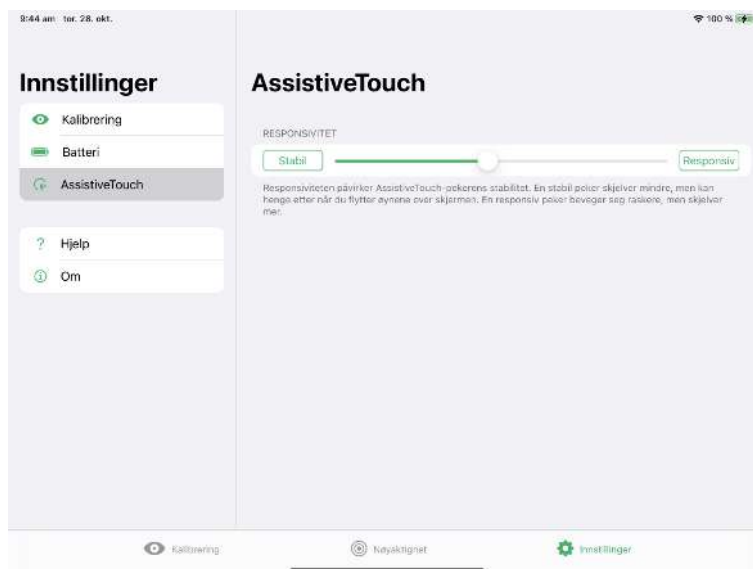 9:44 am tor. 28. okt.
100 %
Innstillinger
Kalibrering
Batteri
AssistiveTouch
Hjelp
Om
AssistiveTouch
RESPONSIVITET
Stabil
Responsiv
Responsiviteten påvirker AssistiveTouch-pekerens stabilitet. En stabil peker skjelver mindre, men kan
henge etter når du flytter øynene over skjermen. En responsiv peker beveger seg raskere, men skjelver
mer.
Kalibrering
Nøyaktighet
Innstillinger